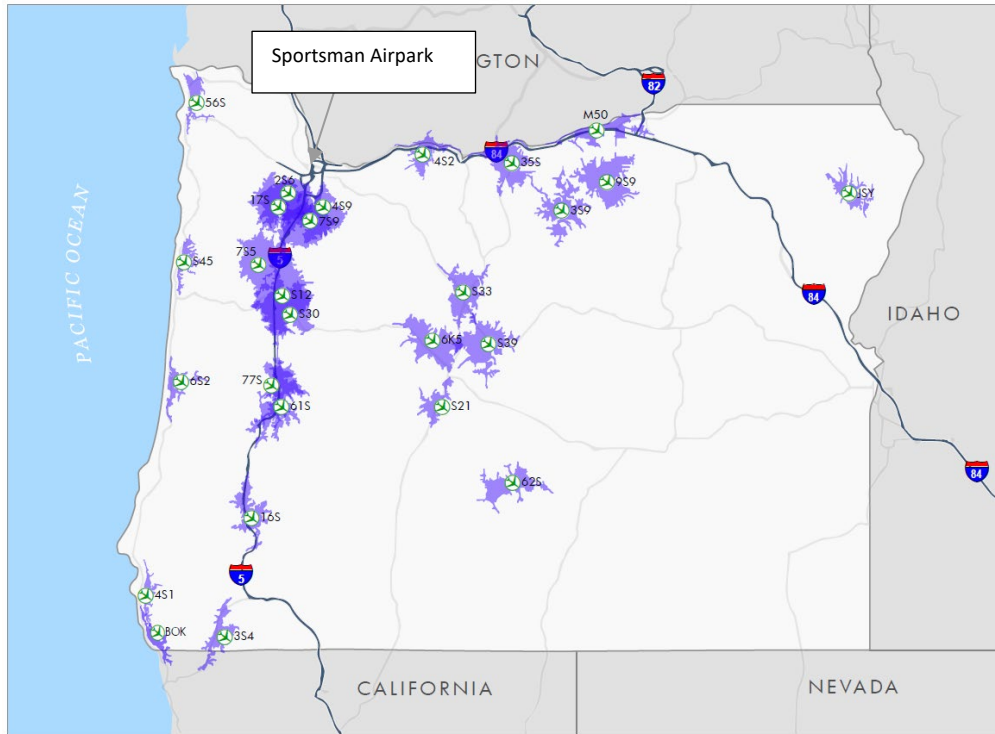 Sportsman Airpark
GTON
82
M50
56S
84
4S2
35S
2S6
9S9
JSY
17S
4S9
3S9
7S9
PACIFIC OCEAN
7S5
5
S45
S12
S33
84
S30
IDAHO
6K5
S39
6S2
77S
61S
S21
84
62S
16S
5
4S1
BOK
3S4
CALIFORNIA
NEVADA